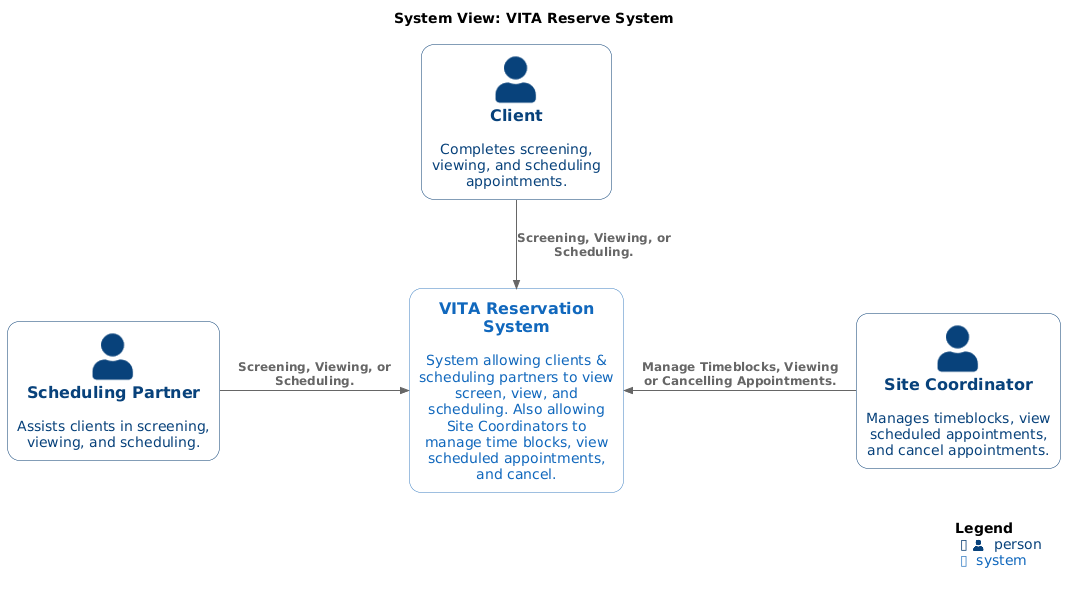 System View: VITA Reserve System
Client
Completes screening,
viewing, and scheduling
appointments.
Screening, Viewing, or
Scheduling.
Scheduling Partner
Assists clients in screening,
viewing, and scheduling.
Screening, Viewing, or
Scheduling.
VITA Reservation
System
System allowing clients &
scheduling partners to view
screen, view, and
scheduling. Also allowing
Site Coordinators to
manage time blocks, view
scheduled appointments,
and cancel.
Manage Timeblocks, Viewing
or Cancelling Appointments.
Site Coordinator
Manages timeblocks, view
scheduled appointments,
and cancel appointments.
Legend
person
system